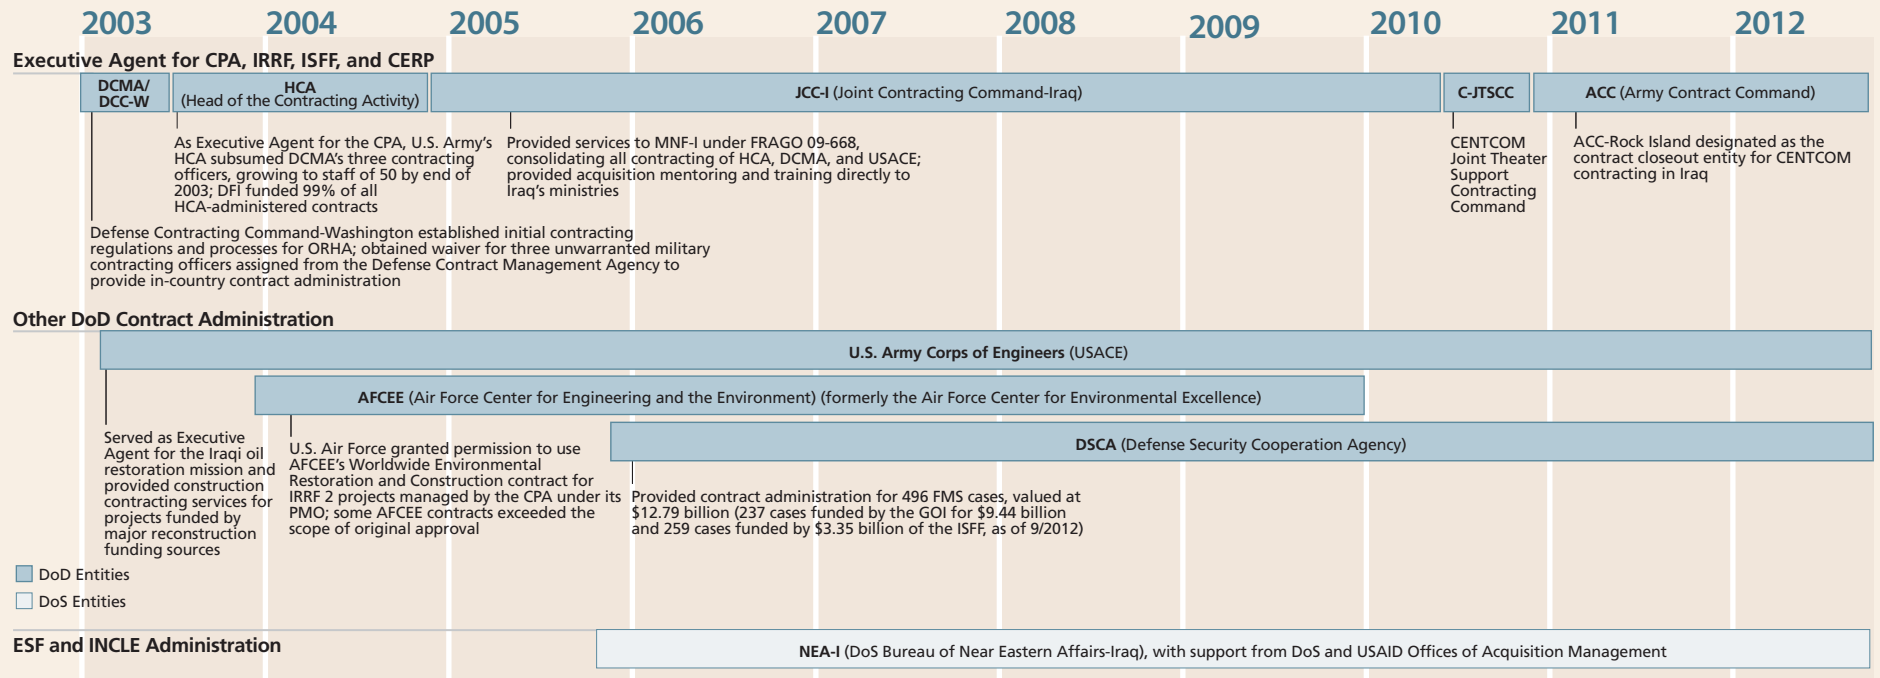 2003 2004 2005 2006 2007 2008 2009 2010 2011 2012
Executive Agent for CPA, IRRF, ISFF, and CERP
DCMA/
DCC-W
HCA
(Head of the Contracting Activity)
JCC-I (Joint Contracting Command-Iraq)
C-JTSCC
ACC (Army Contract Command)
As Executive Agent for the CPA, U.S. Army’s
HCA subsumed DCMA’s three contracting
officers, growing to staff of 50 by end of
2003; DFI funded 99% of all
HCA-administered contracts
Provided services to MNF-I under FRAGO 09-668,
consolidating all contracting of HCA, DCMA, and USACE;
provided acquisition mentoring and training directly to
Iraq’s ministries
CENTCOM
Joint Theater
Support
Contracting
Command
ACC-Rock Island designated as the
contract closeout entity for CENTCOM
contracting in Iraq
Defense Contracting Command-Washington established initial contracting
regulations and processes for ORHA; obtained waiver for three unwarranted military
contracting officers assigned from the Defense Contract Management Agency to
provide in-country contract administration
Other DoD Contract Administration
U.S. Army Corps of Engineers (USACE)
AFCEE (Air Force Center for Engineering and the Environment) (formerly the Air Force Center for Environmental Excellence)
DSCA (Defense Security Cooperation Agency)
Served as Executive
Agent for the Iraqi oil
restoration mission and
provided construction
contracting services for
projects funded by
major reconstruction
funding sources
U.S. Air Force granted permission to use
AFCEE’s Worldwide Environmental
Restoration and Construction contract for
IRRF 2 projects managed by the CPA under its
PMO; some AFCEE contracts exceeded the
scope of original approval
Provided contract administration for 496 FMS cases, valued at
$12.79 billion (237 cases funded by the GOI for $9.44 billion
and 259 cases funded by $3.35 billion of the ISFF, as of 9/2012)
DoD Entities
DoS Entities
ESF and INCLE Administration
NEA-I (DoS Bureau of Near Eastern Affairs-Iraq), with support from DoS and USAID Offices of Acquisition Management